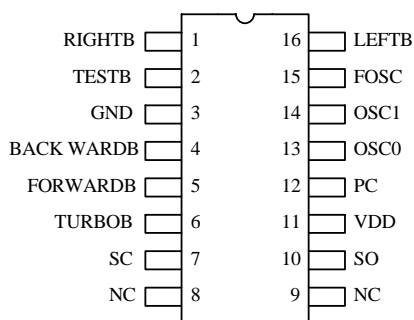 RIGHTB 1 16 LEFTB
TESTB 2 15 FOSC
GND 3 14 OSC1
BACK WARDB 4 13 OSC0
FORWARDB 5 12 PC
TURBOB 6 11 VDD
SC 7 10 SO
NC 8 9 NC